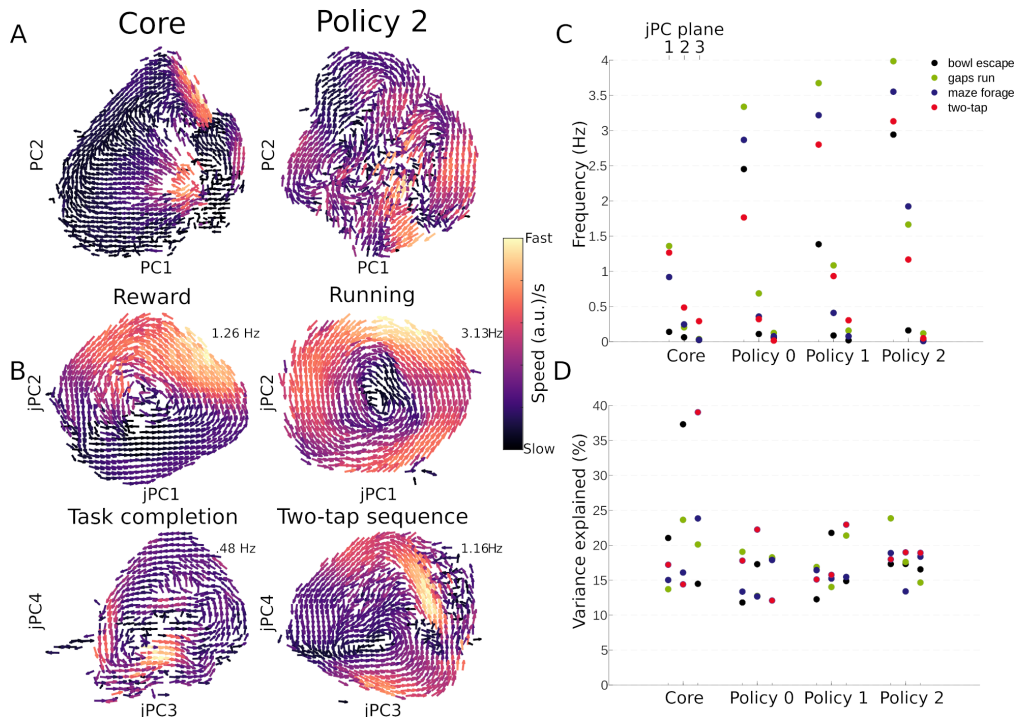 A
Core
Policy 2
PC2
PC1
PC2
PC1
Fast
Speed (a.u.)/s
Slow
B
Reward
1.26 Hz
jPC2
jPC1
Running
3.13Hz
jPC2
jPC1
Task completion
.48 Hz
jPC4
jPC3
Two-tap sequence
1.16Hz
jPC4
jPC3
C
jPC plane
1 2 3
bowl escape
gaps run
maze forage
two-tap
Frequency (Hz)
4
3.5
3
2.5
2
1.5
1
0.5
0
Core Policy 0 Policy 1 Policy 2
D
Variance explained (%)
40
35
30
25
20
15
10
5
0
Core Policy 0 Policy 1 Policy 2